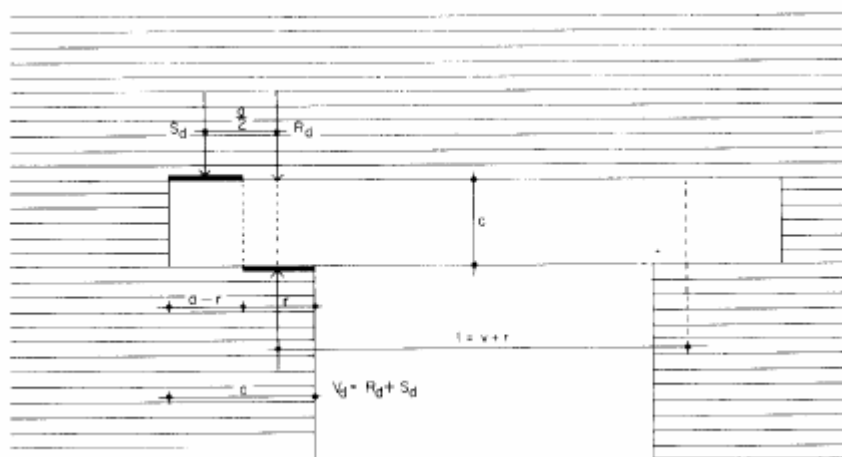 a/2
S_d R_d
c
a-r r
l = v+r
a V_d = R_d + S_d